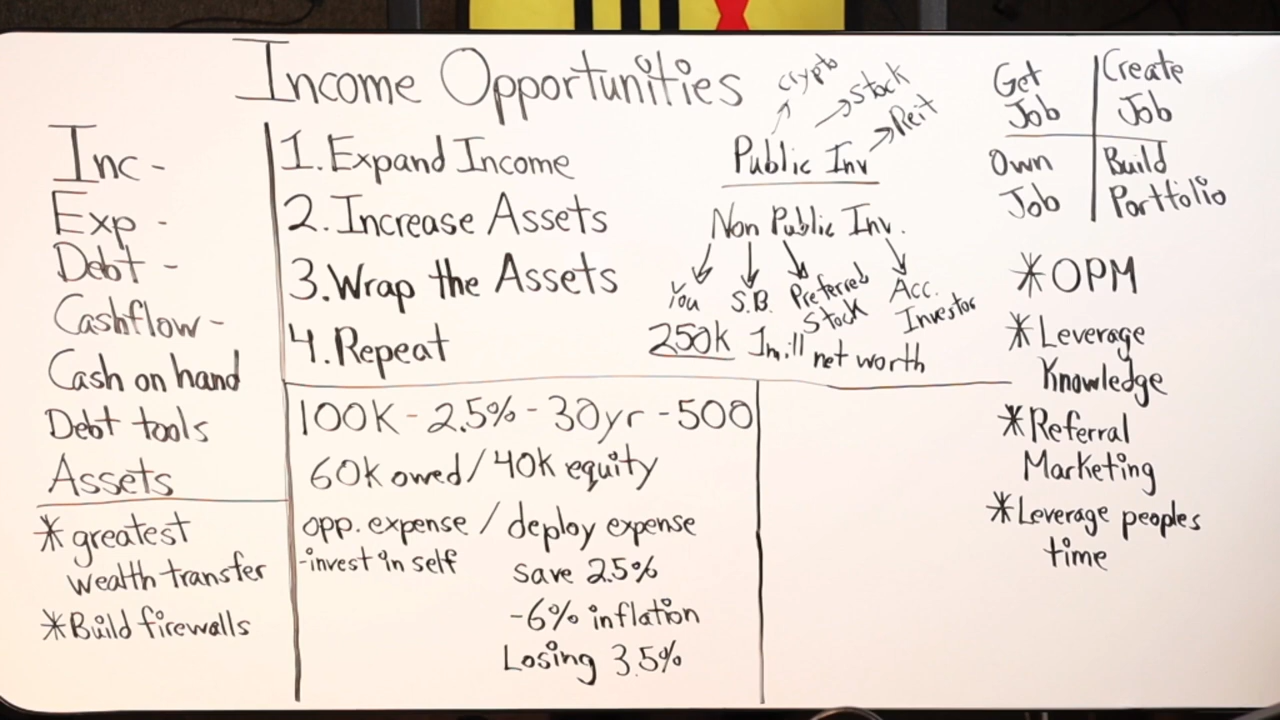 Income Opportunities
Inc -
Exp -
Debt -
Cashflow -
Cash on hand
Debt tools
Assets
* greatest
wealth transfer
* Build firewalls
1. Expand Income
2. Increase Assets
3. Wrap the Assets
4. Repeat
crypto
Stock
Reit
Public Inv
Non Public Inv.
You
S.B.
Preferred
Stock
Acc.
Investor
250K 1mill net worth
100K - 2.5% - 30yr - 500
60K owed / 40K equity
opp. expense / deploy expense
-invest in self
Save 2.5%
-6% inflation
Losing 3.5%
Get
Job
Create
Job
Own
Job
Build
Portfolio
* OPM
* Leverage
Knowledge
* Referral
Marketing
* Leverage peoples
time